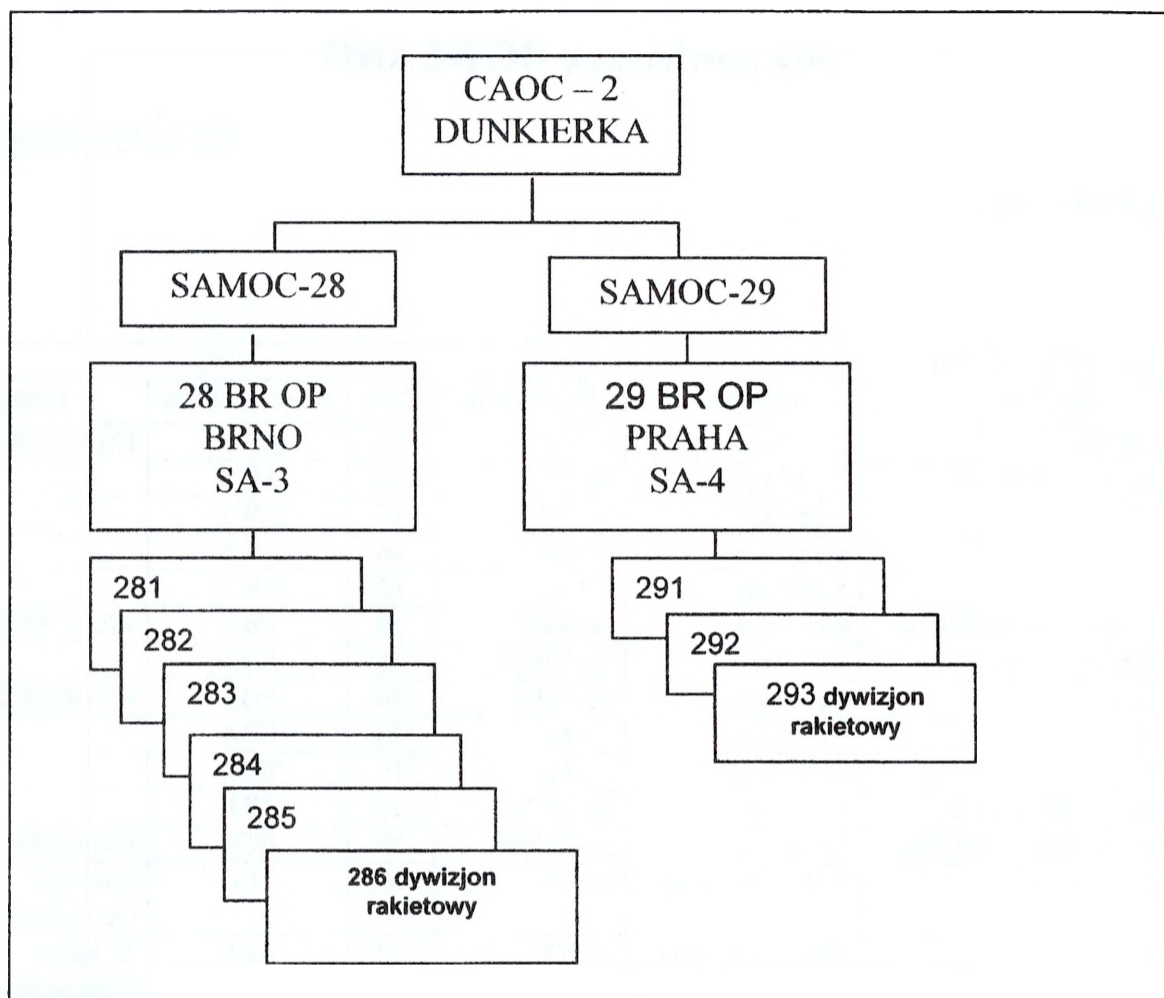 CAOC – 2
DUNKIERKA
SAMOC-28
SAMOC-29
28 BR OP
BRNO
SA-3
29 BR OP
PRAHA
SA-4
281
282
283
284
285
286 dywizjon
rakietowy
291
292
293 dywizjon
rakietowy